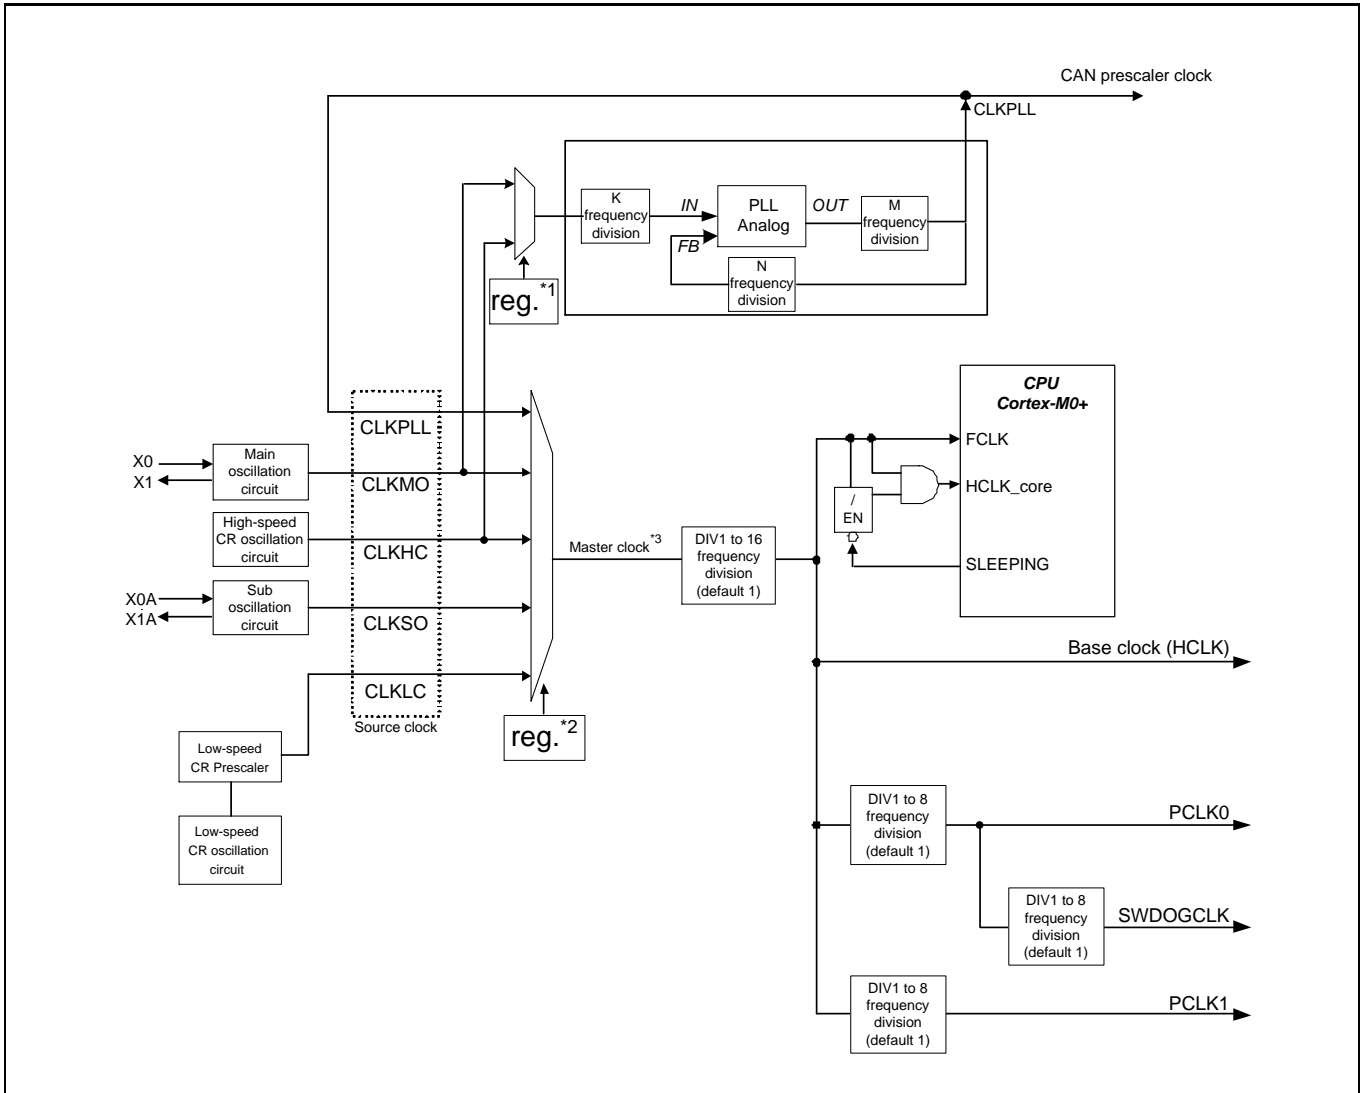 CAN prescaler clock
CLKPLL
K
frequency
division
IN
FB
PLL
Analog
OUT
M
frequency
division
N
frequency
division
reg.*1
CLKPLL
X0
X1
Main
oscillation
circuit
CLKMO
High-speed
CR oscillation
circuit
CLKHC
X0A
X1A
Sub
oscillation
circuit
CLKSO
CLKLC
Source clock
reg.*2
Low-speed
CR Prescaler
Low-speed
CR oscillation
circuit
Master clock*3
DIV1 to 16
frequency
division
(default 1)
CPU
Cortex-M0+
FCLK
HCLK_core
/
EN
SLEEPING
Base clock (HCLK)
DIV1 to 8
frequency
division
(default 1)
PCLK0
DIV1 to 8
frequency
division
(default 1)
SWDOGCLK
DIV1 to 8
frequency
division
(default 1)
PCLK1